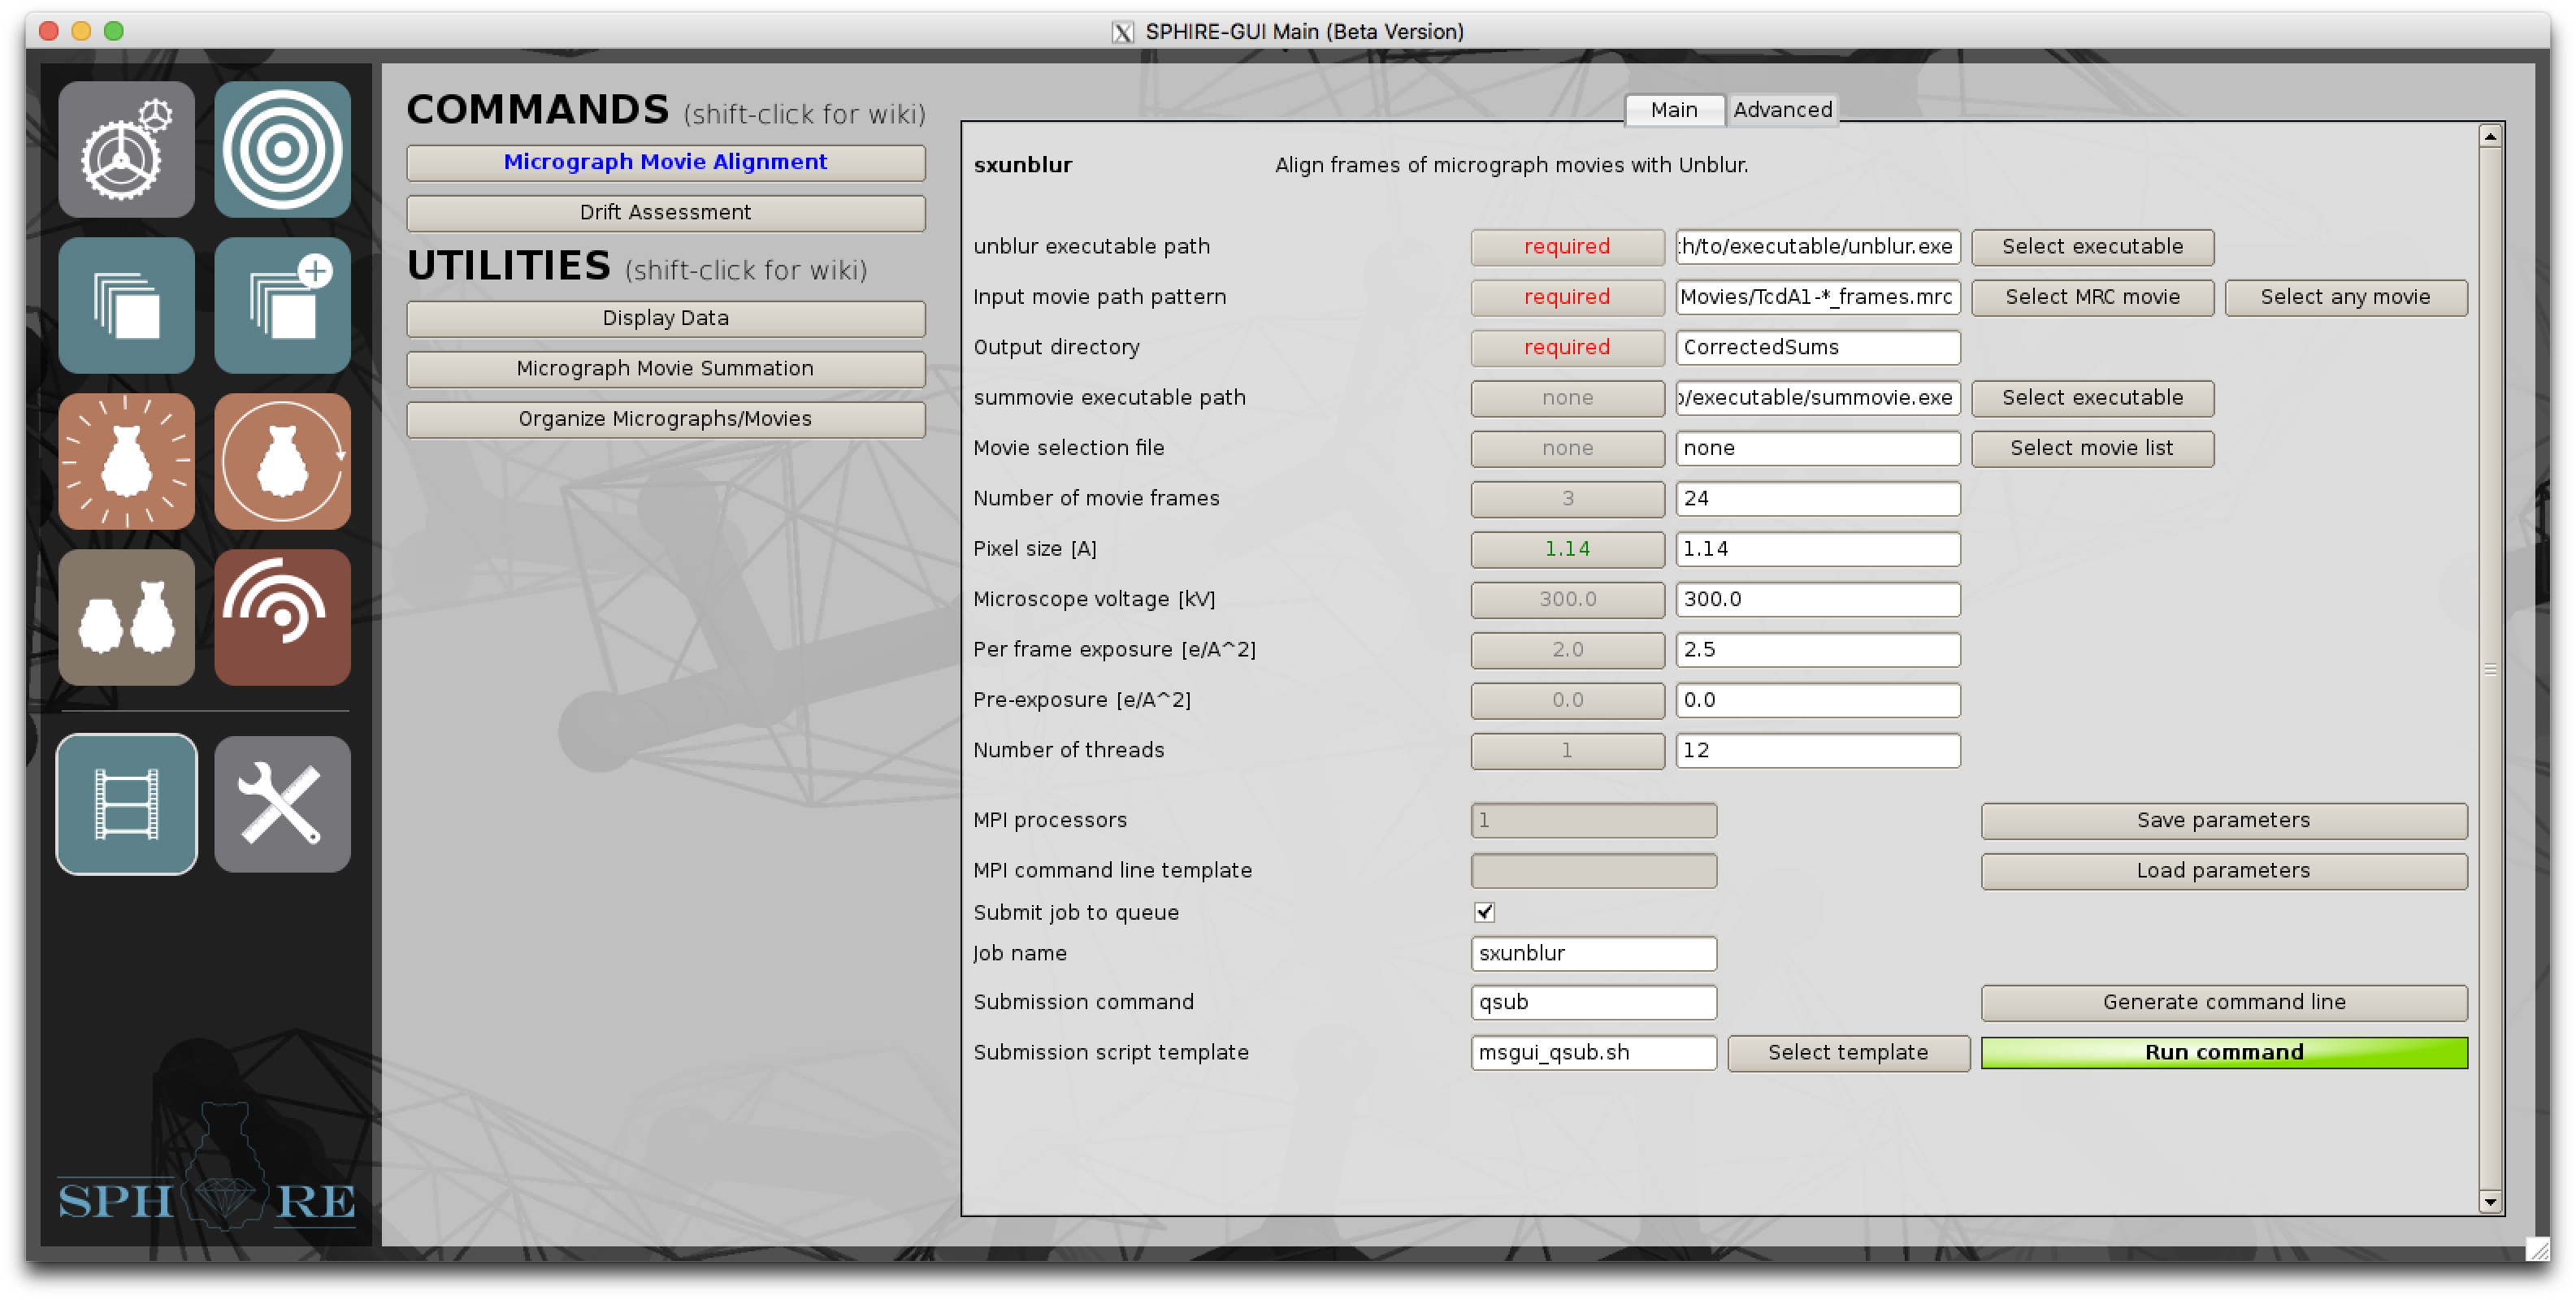 SPHIRE-GUI Main (Beta Version)
COMMANDS (shift-click for wiki)
Micrograph Movie Alignment
Drift Assessment
UTILITIES (shift-click for wiki)
Display Data
Micrograph Movie Summation
Organize Micrographs/Movies
Main Advanced
sxunblur Align frames of micrograph movies with Unblur.
unblur executable path required :h/to/executable/unblur.exe Select executable
Input movie path pattern required Movies/TcdA1-*_frames.mrc Select MRC movie Select any movie
Output directory required CorrectedSums
summovie executable path none o/executable/summovie.exe Select executable
Movie selection file none none Select movie list
Number of movie frames 3 24
Pixel size [A] 1.14 1.14
Microscope voltage [kV] 300.0 300.0
Per frame exposure [e/A^2] 2.0 2.5
Pre-exposure [e/A^2] 0.0 0.0
Number of threads 1 12
MPI processors 1 Save parameters
MPI command line template Load parameters
Submit job to queue
Job name sxunblur
Submission command qsub Generate command line
Submission script template msgui_qsub.sh Select template Run command
SPH RE